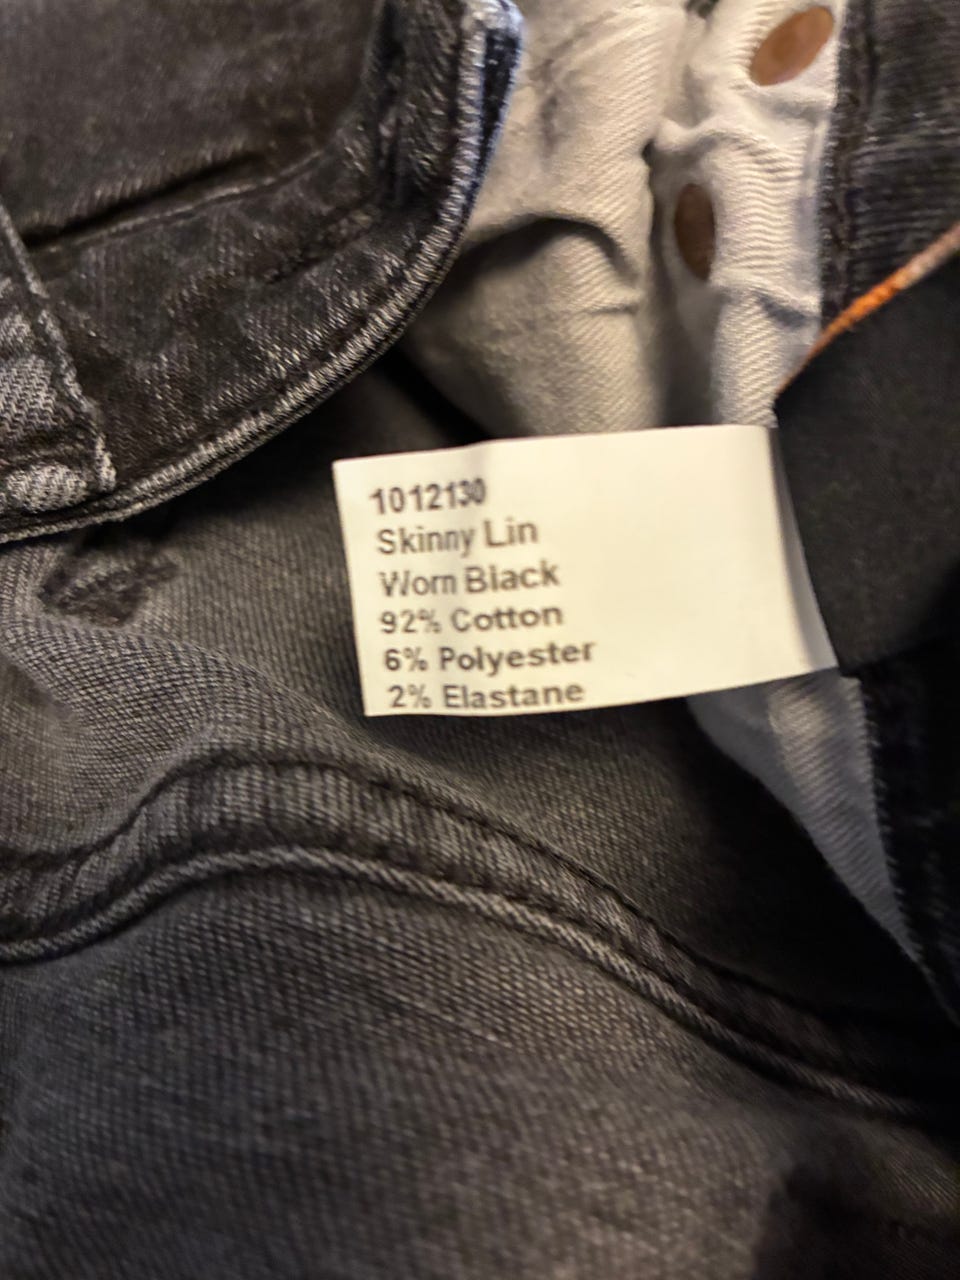 1012130
Skinny Lin
Worn Black
92% Cotton
6% Polyester
2% Elastane